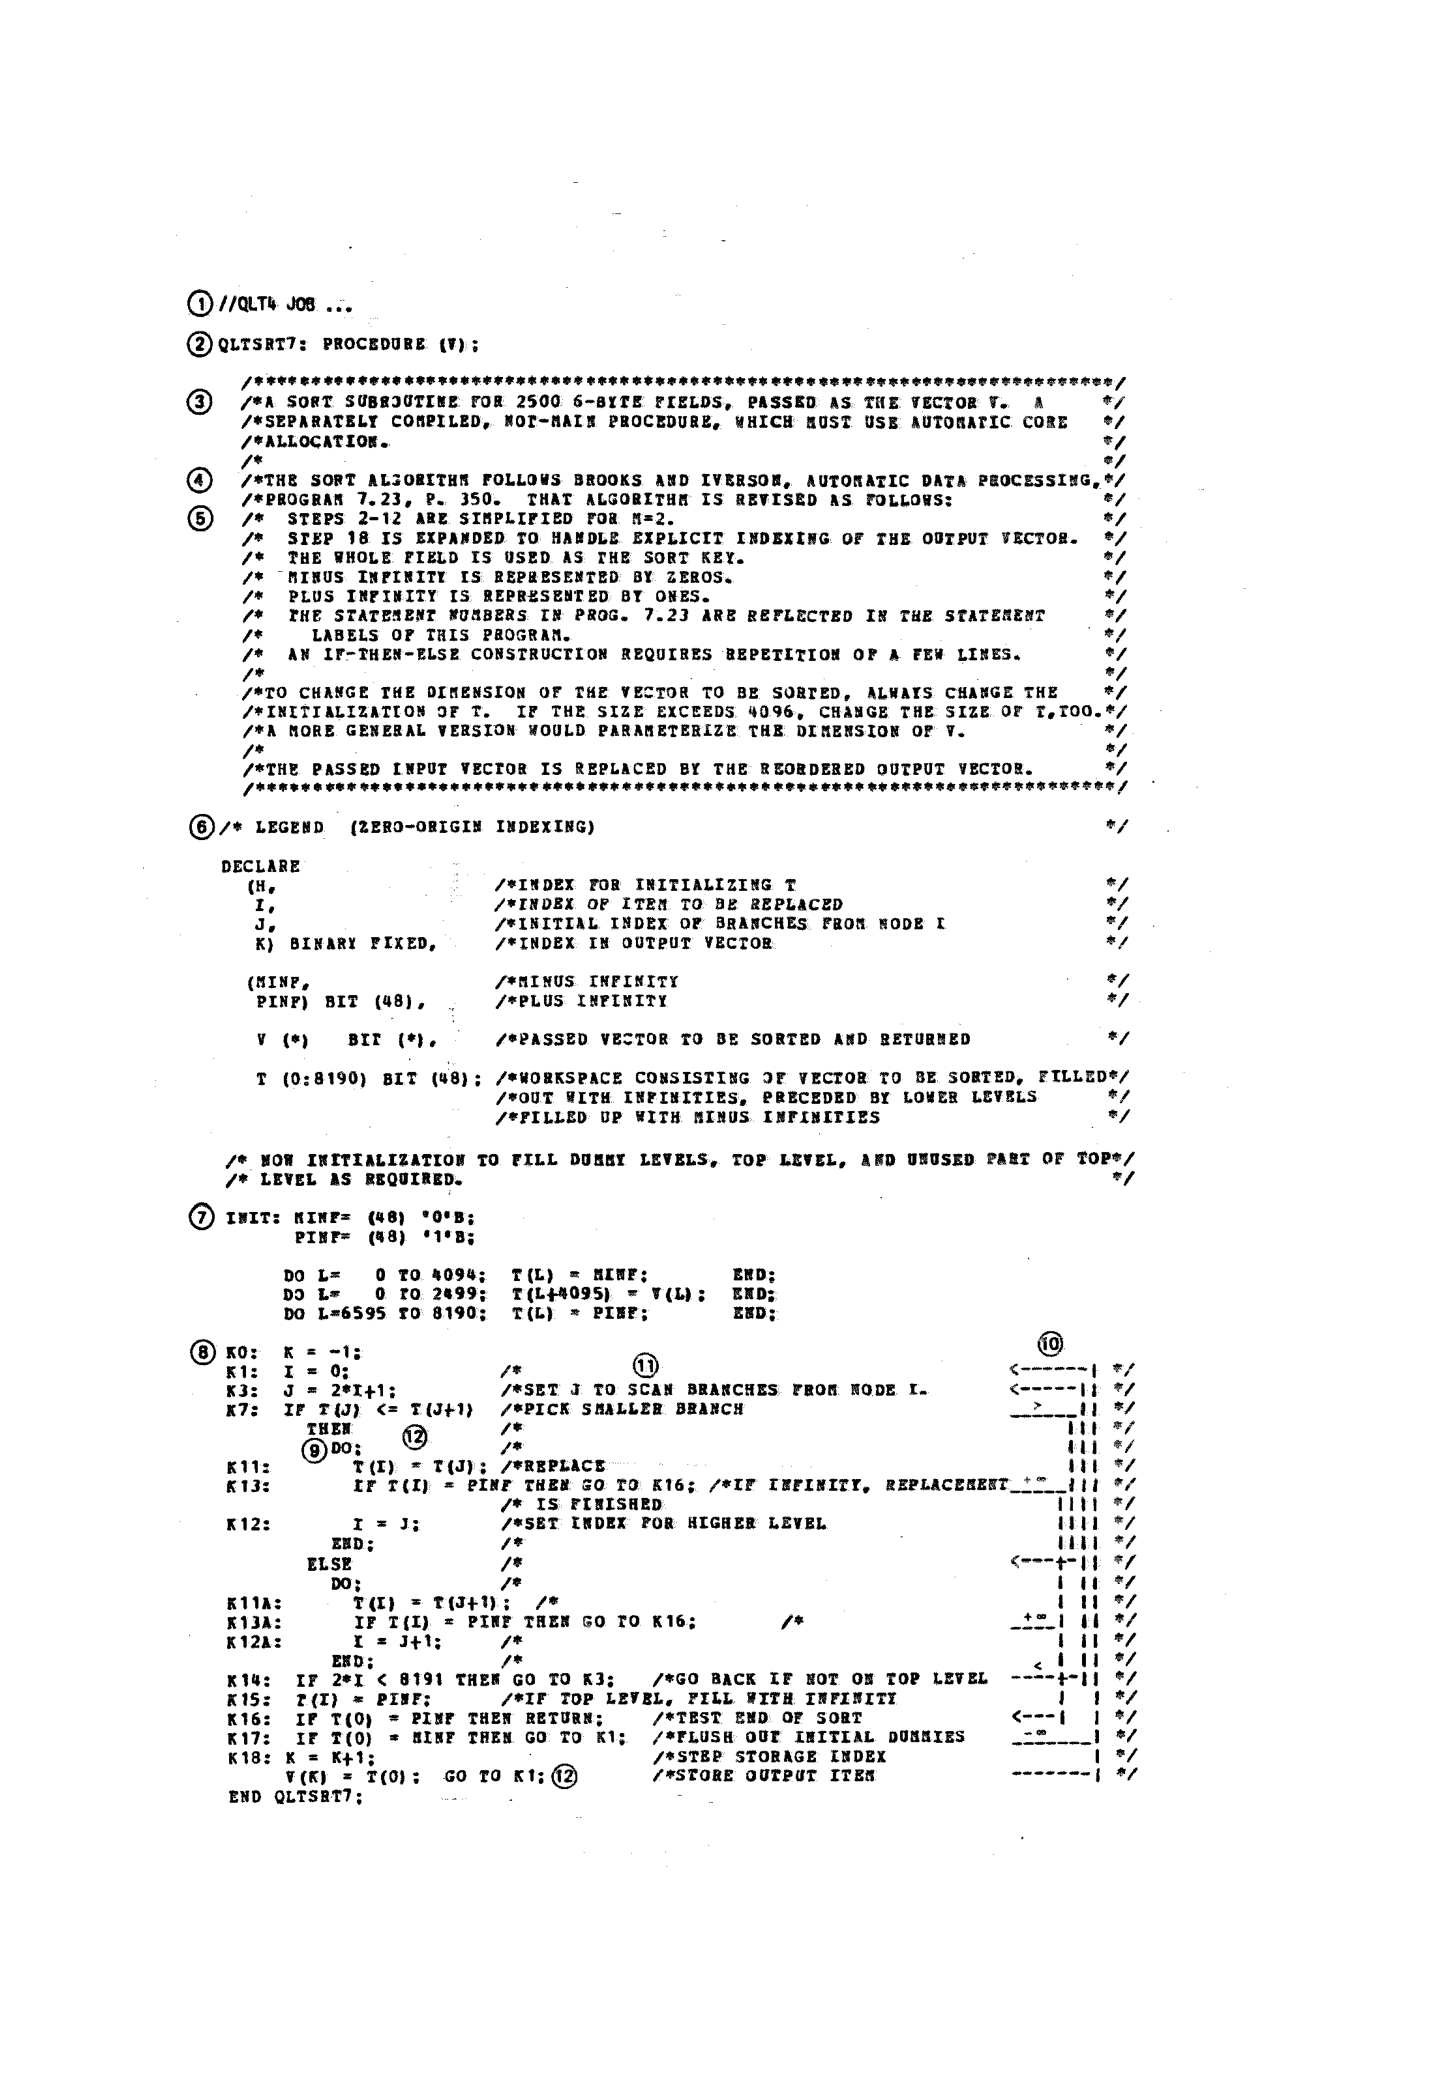 ① //QLT4 JOB ...
② QLTSRT7: PROCEDURE (V);
/*************************************************************************/
③ /*A SORT SUBROUTINE FOR 2500 6-BYTE FIELDS, PASSED AS THE VECTOR V. A */
/*SEPARATELY COMPILED, NOT-MAIN PROCEDURE, WHICH MUST USE AUTOMATIC CORE */
/*ALLOCATION. */
/* */
④ /*THE SORT ALGORITHM FOLLOWS BROOKS AND IVERSON, AUTOMATIC DATA PROCESSING,*/
/*PROGRAM 7.23, P. 350. THAT ALGORITHM IS REVISED AS FOLLOWS: */
⑤ /* STEPS 2-12 ARE SIMPLIFIED FOR M=2. */
/* STEP 18 IS EXPANDED TO HANDLE EXPLICIT INDEXING OF THE OUTPUT VECTOR. */
/* THE WHOLE FIELD IS USED AS THE SORT KEY. */
/* MINUS INFINITY IS REPRESENTED BY ZEROS. */
/* PLUS INFINITY IS REPRESENTED BY ONES. */
/* THE STATEMENT NUMBERS IN PROG. 7.23 ARE REFLECTED IN THE STATEMENT */
/* LABELS OF THIS PROGRAM. */
/* AN IF-THEN-ELSE CONSTRUCTION REQUIRES REPETITION OF A FEW LINES. */
/* */
/*TO CHANGE THE DIMENSION OF THE VECTOR TO BE SORTED, ALWAYS CHANGE THE */
/*INITIALIZATION OF T. IF THE SIZE EXCEEDS 4096, CHANGE THE SIZE OF T,TOO.*/
/*A MORE GENERAL VERSION WOULD PARAMETERIZE THE DIMENSION OF V. */
/* */
/*THE PASSED INPUT VECTOR IS REPLACED BY THE REORDERED OUTPUT VECTOR. */
/*************************************************************************/
⑥ /* LEGEND (ZERO-ORIGIN INDEXING) */
DECLARE
(H, /*INDEX FOR INITIALIZING T */
I, /*INDEX OF ITEM TO BE REPLACED */
J, /*INITIAL INDEX OF BRANCHES FROM NODE I */
K) BINARY FIXED, /*INDEX IN OUTPUT VECTOR */
(MINF, /*MINUS INFINITY */
PINF) BIT (48), /*PLUS INFINITY */
V (*) BIT (*), /*PASSED VECTOR TO BE SORTED AND RETURNED */
T (0:8190) BIT (48); /*WORKSPACE CONSISTING OF VECTOR TO BE SORTED, FILLED*/
/*OUT WITH INFINITIES, PRECEDED BY LOWER LEVELS */
/*FILLED UP WITH MINUS INFINITIES */
/* NOW INITIALIZATION TO FILL DUMMY LEVELS, TOP LEVEL, AND UNUSED PART OF TOP*/
/* LEVEL AS REQUIRED. */
⑦ INIT: MINF= (48) '0'B;
PINF= (48) '1'B;
DO L= 0 TO 4094; T(L) = MINF; END;
DO L= 0 TO 2499; T(L+4095) = V(L); END;
DO L=6595 TO 8190; T(L) = PINF; END;
⑧ K0: K = -1; ⑩
K1: I = 0; /* ⑪ <------| */
K3: J = 2*I+1; /*SET J TO SCAN BRANCHES FROM NODE I. <-----|| */
K7: IF T(J) <= T(J+1) /*PICK SMALLER BRANCH __>___|| */
THEN ⑫ /* ||| */
⑨ DO; /* ||| */
K11: T(I) = T(J); /*REPLACE ||| */
K13: IF T(I) = PINF THEN GO TO K16; /*IF INFINITY, REPLACEMENT_+∞__||| */
/* IS FINISHED |||| */
K12: I = J; /*SET INDEX FOR HIGHER LEVEL |||| */
END; /* |||| */
ELSE /* <---+-|| */
DO; /* | || */
K11A: T(I) = T(J+1); /* | || */
K13A: IF T(I) = PINF THEN GO TO K16; /* _+∞_| || */
K12A: I = J+1; /* | || */
END; /* < | || */
K14: IF 2*I < 8191 THEN GO TO K3; /*GO BACK IF NOT ON TOP LEVEL ----+-|| */
K15: T(I) = PINF; /*IF TOP LEVEL, FILL WITH INFINITY | | */
K16: IF T(0) = PINF THEN RETURN; /*TEST END OF SORT <---| | */
K17: IF T(0) = MINF THEN GO TO K1; /*FLUSH OUT INITIAL DUMMIES _-∞____| */
K18: K = K+1; /*STEP STORAGE INDEX | */
V(K) = T(0); GO TO K1; ⑫ /*STORE OUTPUT ITEM -------| */
END QLTSRT7;